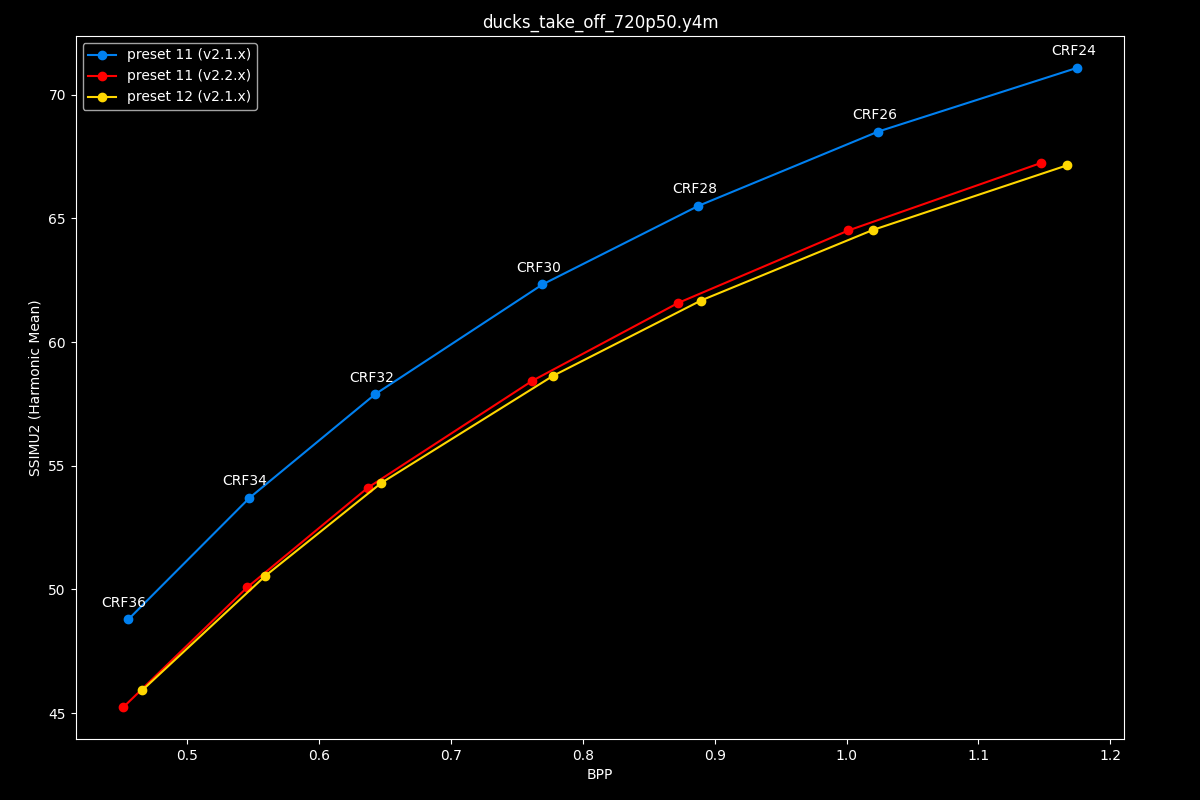 ducks_take_off_720p50.y4m
preset 11 (v2.1.x)
preset 11 (v2.2.x)
preset 12 (v2.1.x)
CRF24
CRF26
CRF28
CRF30
CRF32
CRF34
CRF36
70
65
60
55
50
45
SSIMU2 (Harmonic Mean)
0.5 0.6 0.7 0.8 0.9 1.0 1.1 1.2
BPP